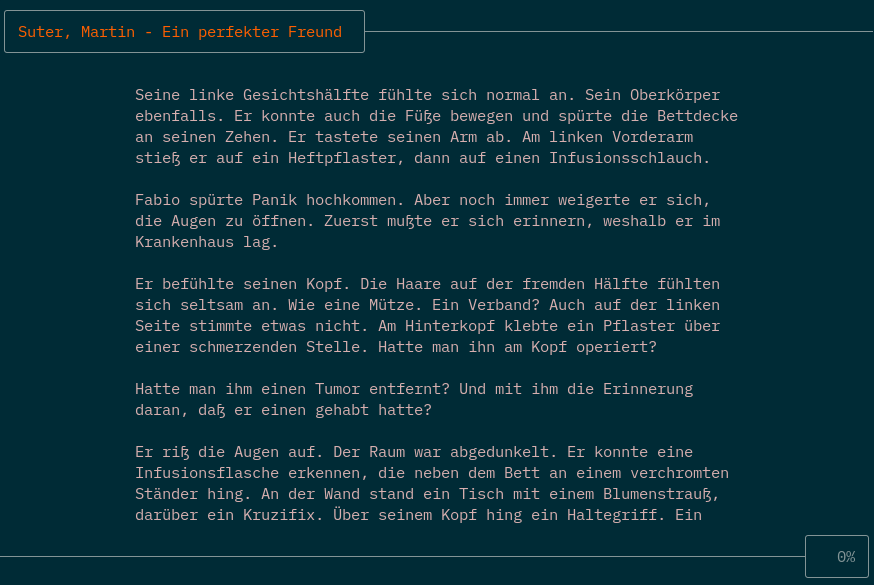 Suter, Martin - Ein perfekter Freund
Seine linke Gesichtshälfte fühlte sich normal an. Sein Oberkörper
ebenfalls. Er konnte auch die Füße bewegen und spürte die Bettdecke
an seinen Zehen. Er tastete seinen Arm ab. Am linken Vorderarm
stieß er auf ein Heftpflaster, dann auf einen Infusionsschlauch.
Fabio spürte Panik hochkommen. Aber noch immer weigerte er sich,
die Augen zu öffnen. Zuerst mußte er sich erinnern, weshalb er im
Krankenhaus lag.
Er befühlte seinen Kopf. Die Haare auf der fremden Hälfte fühlten
sich seltsam an. Wie eine Mütze. Ein Verband? Auch auf der linken
Seite stimmte etwas nicht. Am Hinterkopf klebte ein Pflaster über
einer schmerzenden Stelle. Hatte man ihn am Kopf operiert?
Hatte man ihm einen Tumor entfernt? Und mit ihm die Erinnerung
daran, daß er einen gehabt hatte?
Er riß die Augen auf. Der Raum war abgedunkelt. Er konnte eine
Infusionsflasche erkennen, die neben dem Bett an einem verchromten
Ständer hing. An der Wand stand ein Tisch mit einem Blumenstrauß,
darüber ein Kruzifix. Über seinem Kopf hing ein Haltegriff. Ein
0%